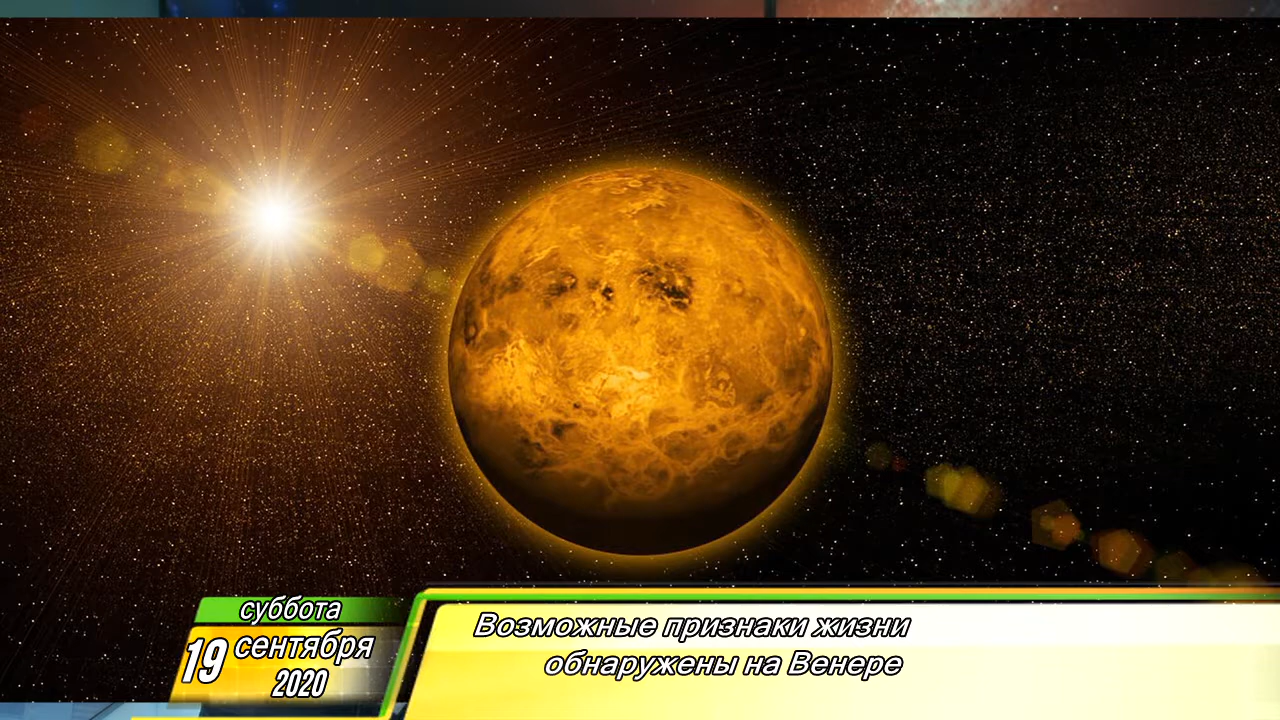 суббота
19 сентября
2020
Возможные признаки жизни
обнаружены на Венере